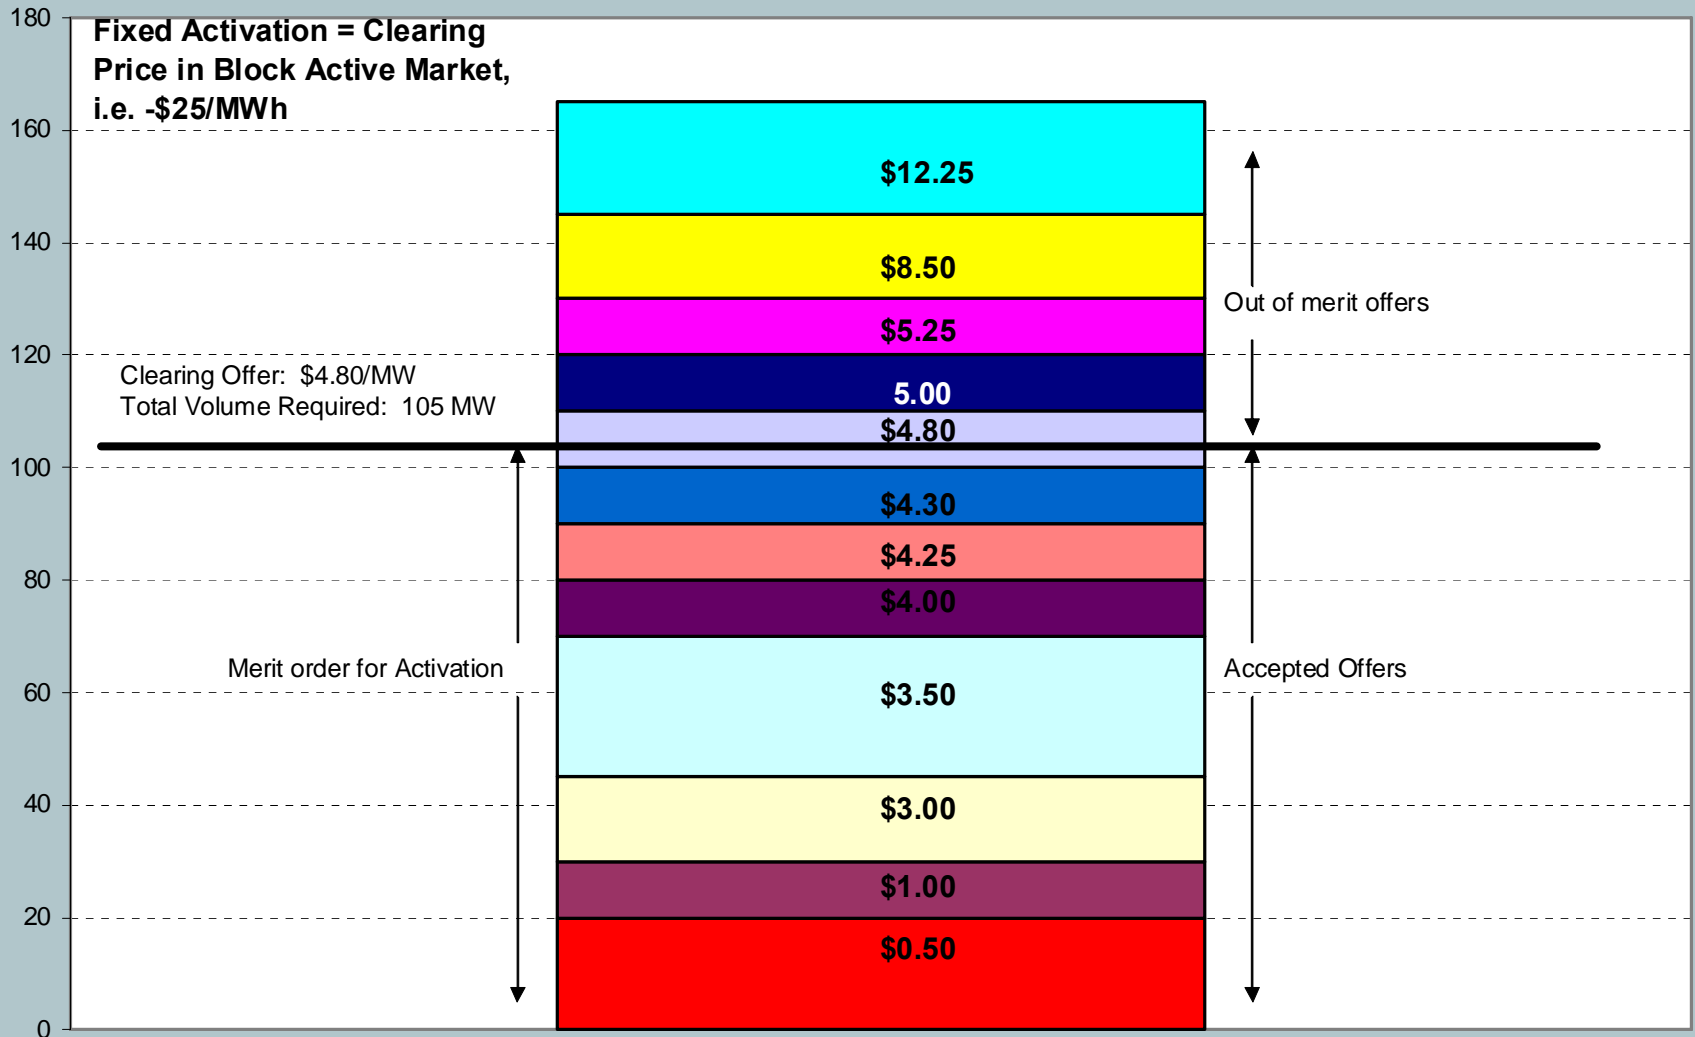 180
Fixed Activation = Clearing
Price in Block Active Market,
i.e. -$25/MWh
160
$12.25
140
$8.50
Out of merit offers
$5.25
120
Clearing Offer: $4.80/MW
5.00
Total Volume Required: 105 MW
$4.80
100
$4.30
$4.25
80
$4.00
Merit order for Activation
Accepted Offers
60
$3.50
40
$3.00
$1.00
20
$0.50
0